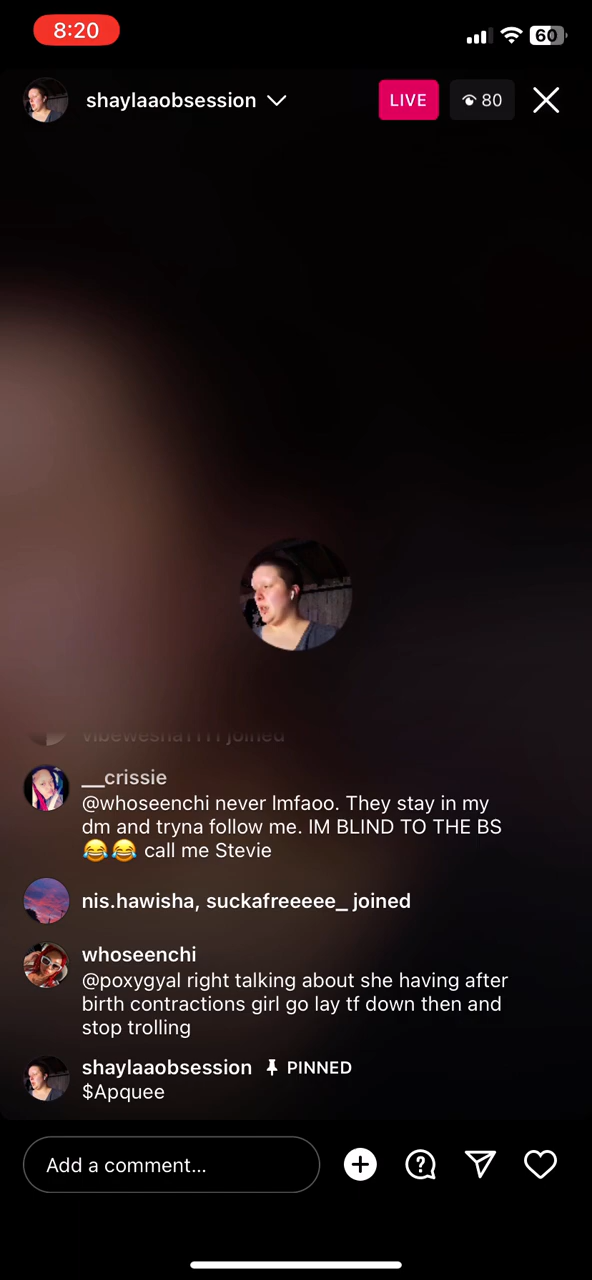 8:20
60
shaylaaobsession
LIVE
80
vibewesha1111 joined
__crissie
@whoseenchi never lmfaoo. They stay in my
dm and tryna follow me. IM BLIND TO THE BS
😂😂 call me Stevie
nis.hawisha, suckafreeeee_ joined
whoseenchi
@poxygyal right talking about she having after
birth contractions girl go lay tf down then and
stop trolling
shaylaaobsession PINNED
$Apquee
Add a comment...